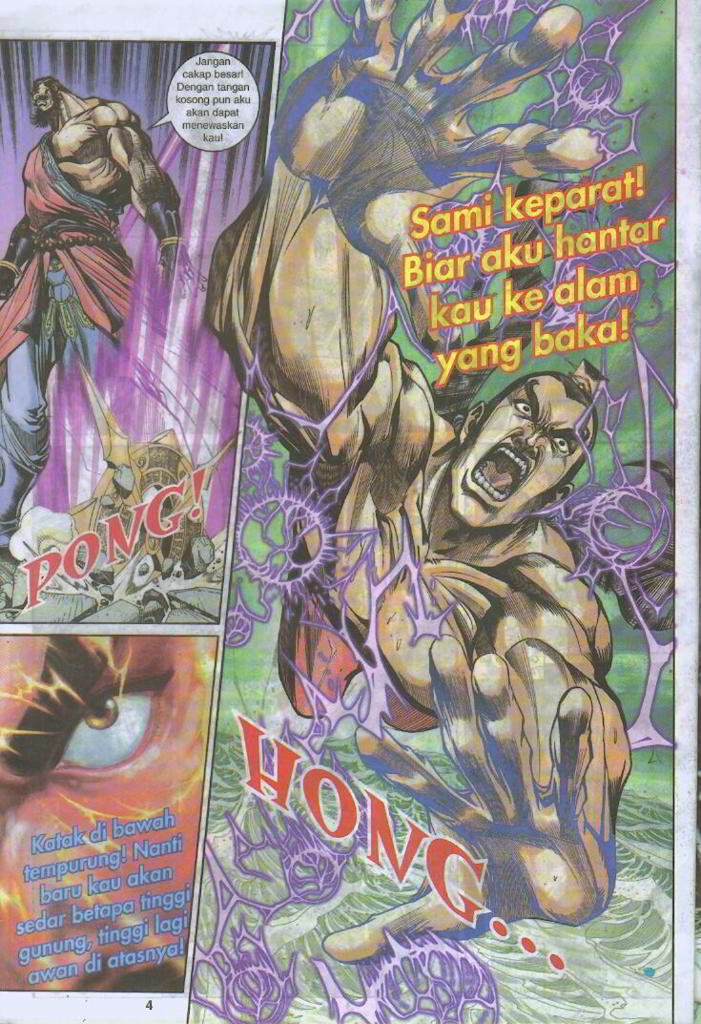 Jangan
cakap besar!
Dengan tangan
kosong pun aku
akan dapat
menewaskan
kau!
PONG!
Katak di bawah
tempurung! Nanti
baru kau akan
sedar betapa tinggi
gunung, tinggi lagi
awan di atasnya!
Sami keparat!
Biar aku hantar
kau ke alam
yang baka!
HONG...
4